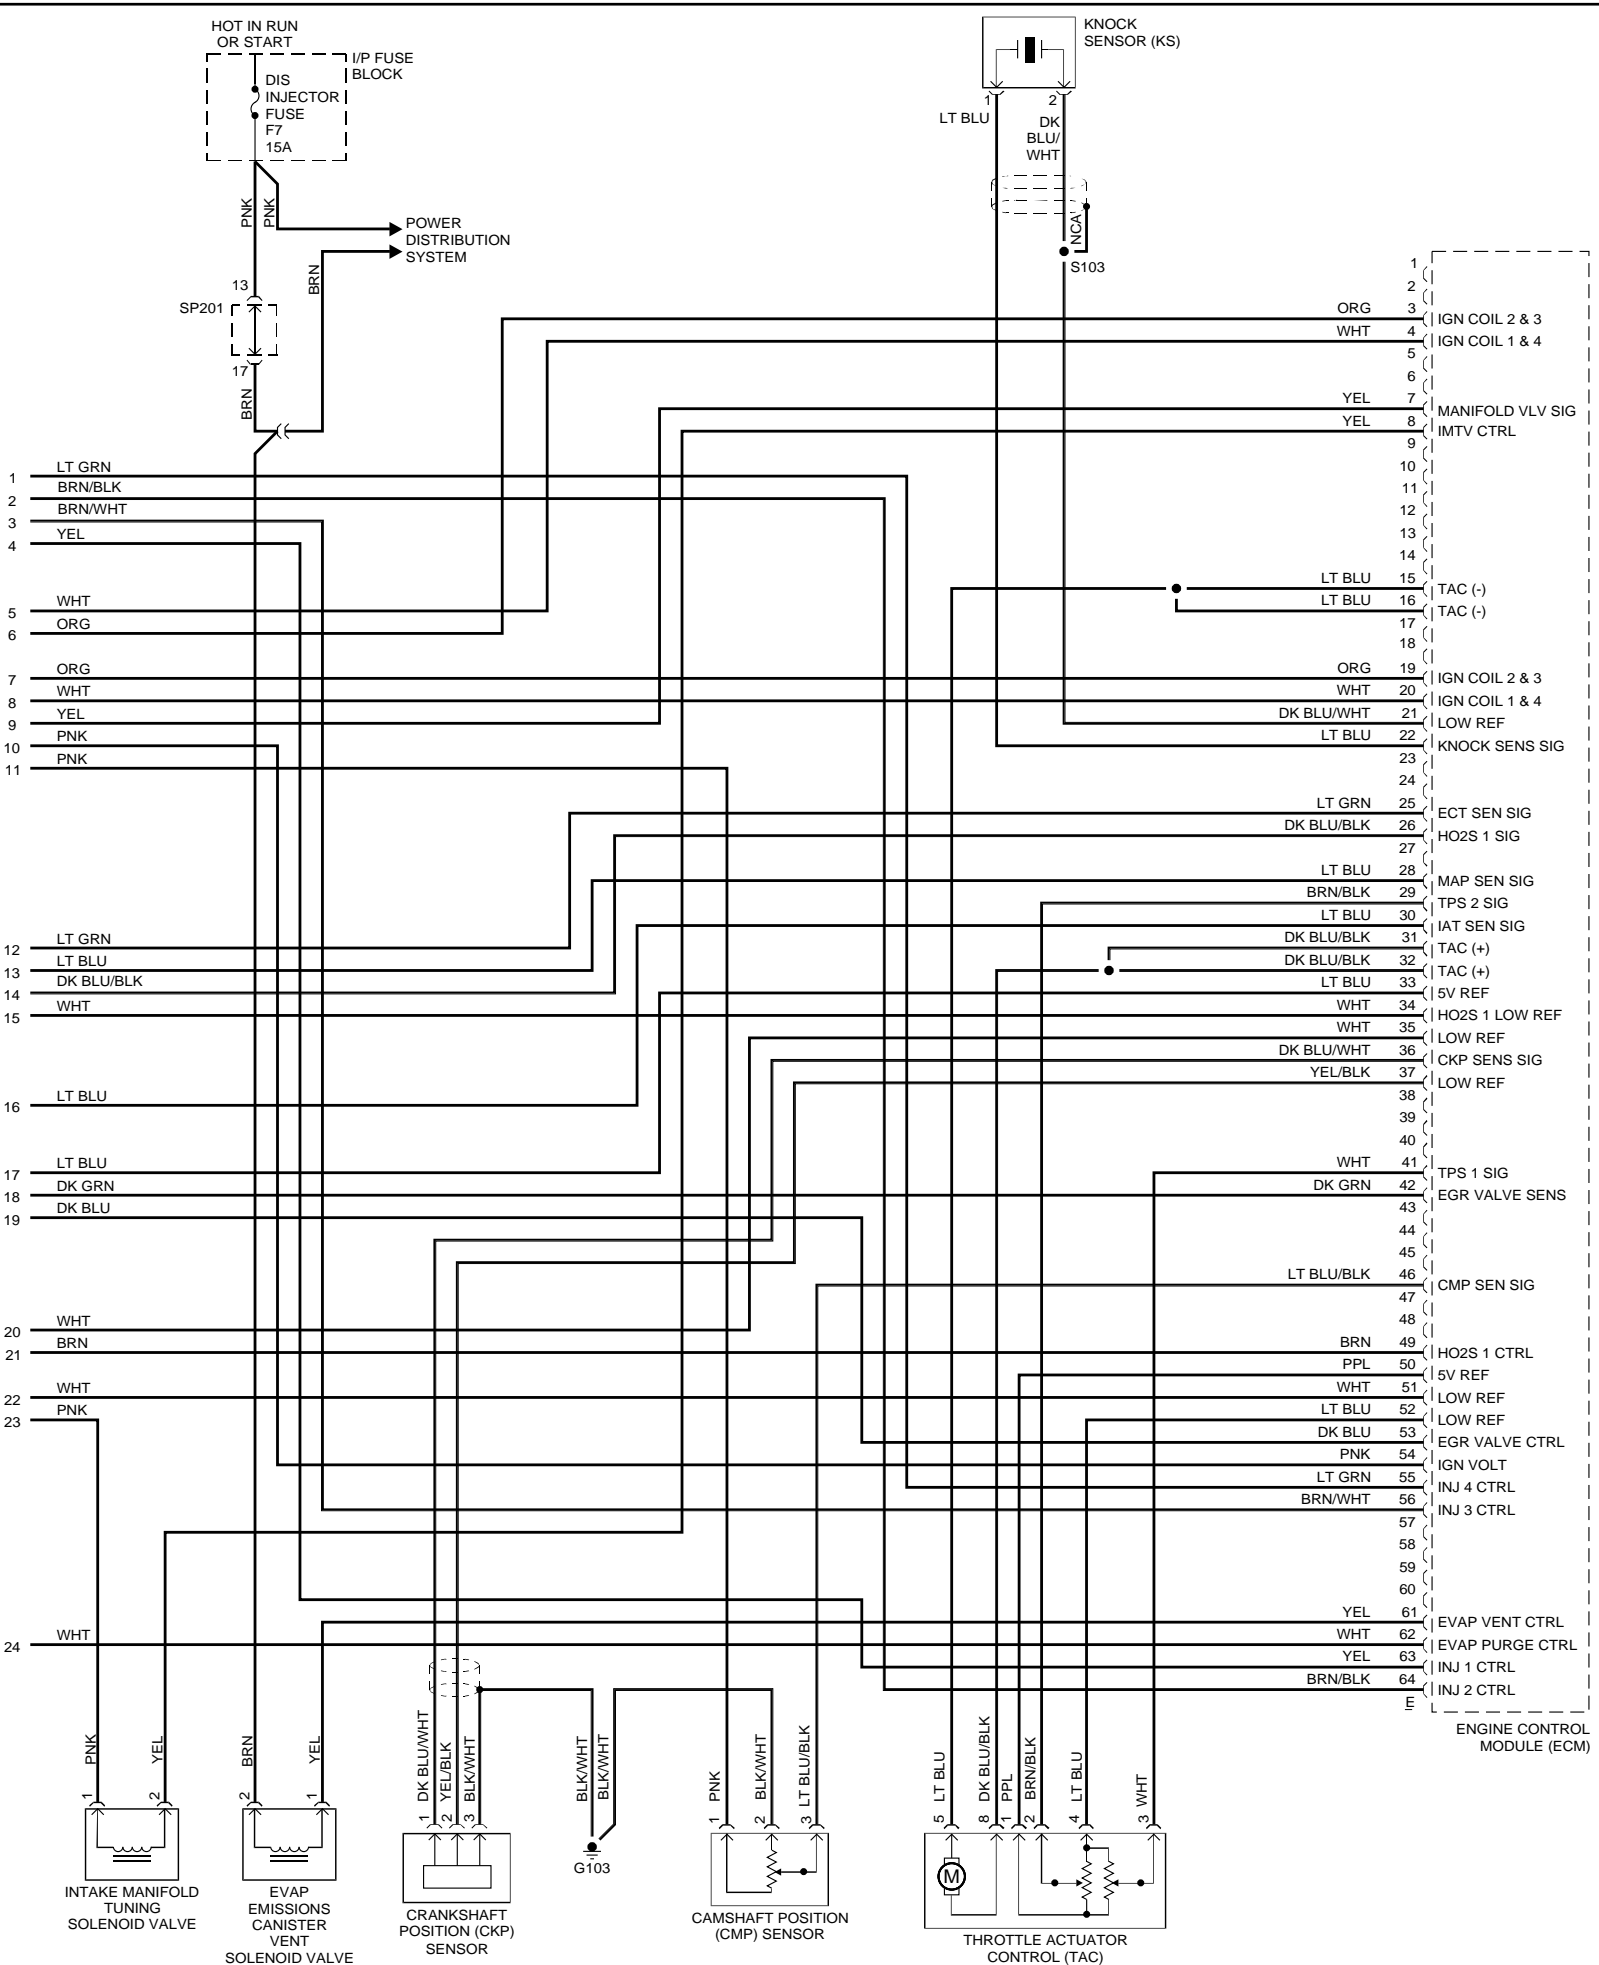 HOT IN RUN
OR START
I/P FUSE
BLOCK
DIS
INJECTOR
FUSE
F7
15A
PNK
PNK
POWER
DISTRIBUTION
SYSTEM
BRN
13
SP201
17
BRN
KNOCK
SENSOR (KS)
1
2
LT BLU
DK
BLU/
WHT
NCA
S103
1 LT GRN
2 BRN/BLK
3 BRN/WHT
4 YEL
5 WHT
6 ORG
7 ORG
8 WHT
9 YEL
10 PNK
11 PNK
12 LT GRN
13 LT BLU
14 DK BLU/BLK
15 WHT
16 LT BLU
17 LT BLU
18 DK GRN
19 DK BLU
20 WHT
21 BRN
22 WHT
23 PNK
24 WHT
1
2
ORG 3 IGN COIL 2 & 3
WHT 4 IGN COIL 1 & 4
5
6
YEL 7 MANIFOLD VLV SIG
YEL 8 IMTV CTRL
9
10
11
12
13
14
LT BLU 15 TAC (-)
LT BLU 16 TAC (-)
17
18
ORG 19 IGN COIL 2 & 3
WHT 20 IGN COIL 1 & 4
DK BLU/WHT 21 LOW REF
LT BLU 22 KNOCK SENS SIG
23
24
LT GRN 25 ECT SEN SIG
DK BLU/BLK 26 HO2S 1 SIG
27
LT BLU 28 MAP SEN SIG
BRN/BLK 29 TPS 2 SIG
LT BLU 30 IAT SEN SIG
DK BLU/BLK 31 TAC (+)
DK BLU/BLK 32 TAC (+)
LT BLU 33 5V REF
WHT 34 HO2S 1 LOW REF
WHT 35 LOW REF
DK BLU/WHT 36 CKP SENS SIG
YEL/BLK 37 LOW REF
38
39
40
WHT 41 TPS 1 SIG
DK GRN 42 EGR VALVE SENS
43
44
45
LT BLU/BLK 46 CMP SEN SIG
47
48
BRN 49 HO2S 1 CTRL
PPL 50 5V REF
WHT 51 LOW REF
LT BLU 52 LOW REF
DK BLU 53 EGR VALVE CTRL
PNK 54 IGN VOLT
LT GRN 55 INJ 4 CTRL
BRN/WHT 56 INJ 3 CTRL
57
58
59
60
YEL 61 EVAP VENT CTRL
WHT 62 EVAP PURGE CTRL
YEL 63 INJ 1 CTRL
BRN/BLK 64 INJ 2 CTRL
E
ENGINE CONTROL
MODULE (ECM)
1 PNK
2 YEL
INTAKE MANIFOLD
TUNING
SOLENOID VALVE
2 BRN
1 YEL
EVAP
EMISSIONS
CANISTER
VENT
SOLENOID VALVE
1 DK BLU/WHT
2 YEL/BLK
3 BLK/WHT
CRANKSHAFT
POSITION (CKP)
SENSOR
BLK/WHT
BLK/WHT
G103
1 PNK
2 BLK/WHT
3 LT BLU/BLK
CAMSHAFT POSITION
(CMP) SENSOR
5 LT BLU
8 DK BLU/BLK
1 PPL
2 BRN/BLK
4 LT BLU
3 WHT
M
THROTTLE ACTUATOR
CONTROL (TAC)